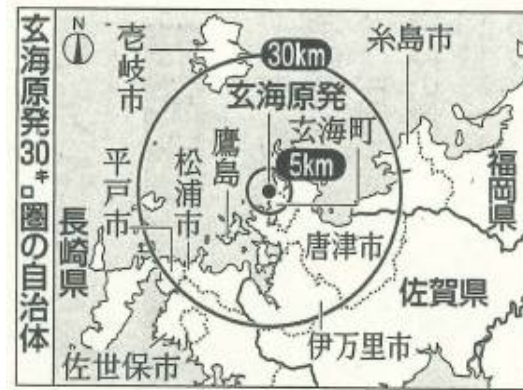 玄海原発30㌔圏の自治体
N
壱岐市
30km
糸島市
玄海原発
玄海町
5km
鷹島
松浦市
平戸市
長崎県
福岡県
唐津市
佐賀県
伊万里市
佐世保市